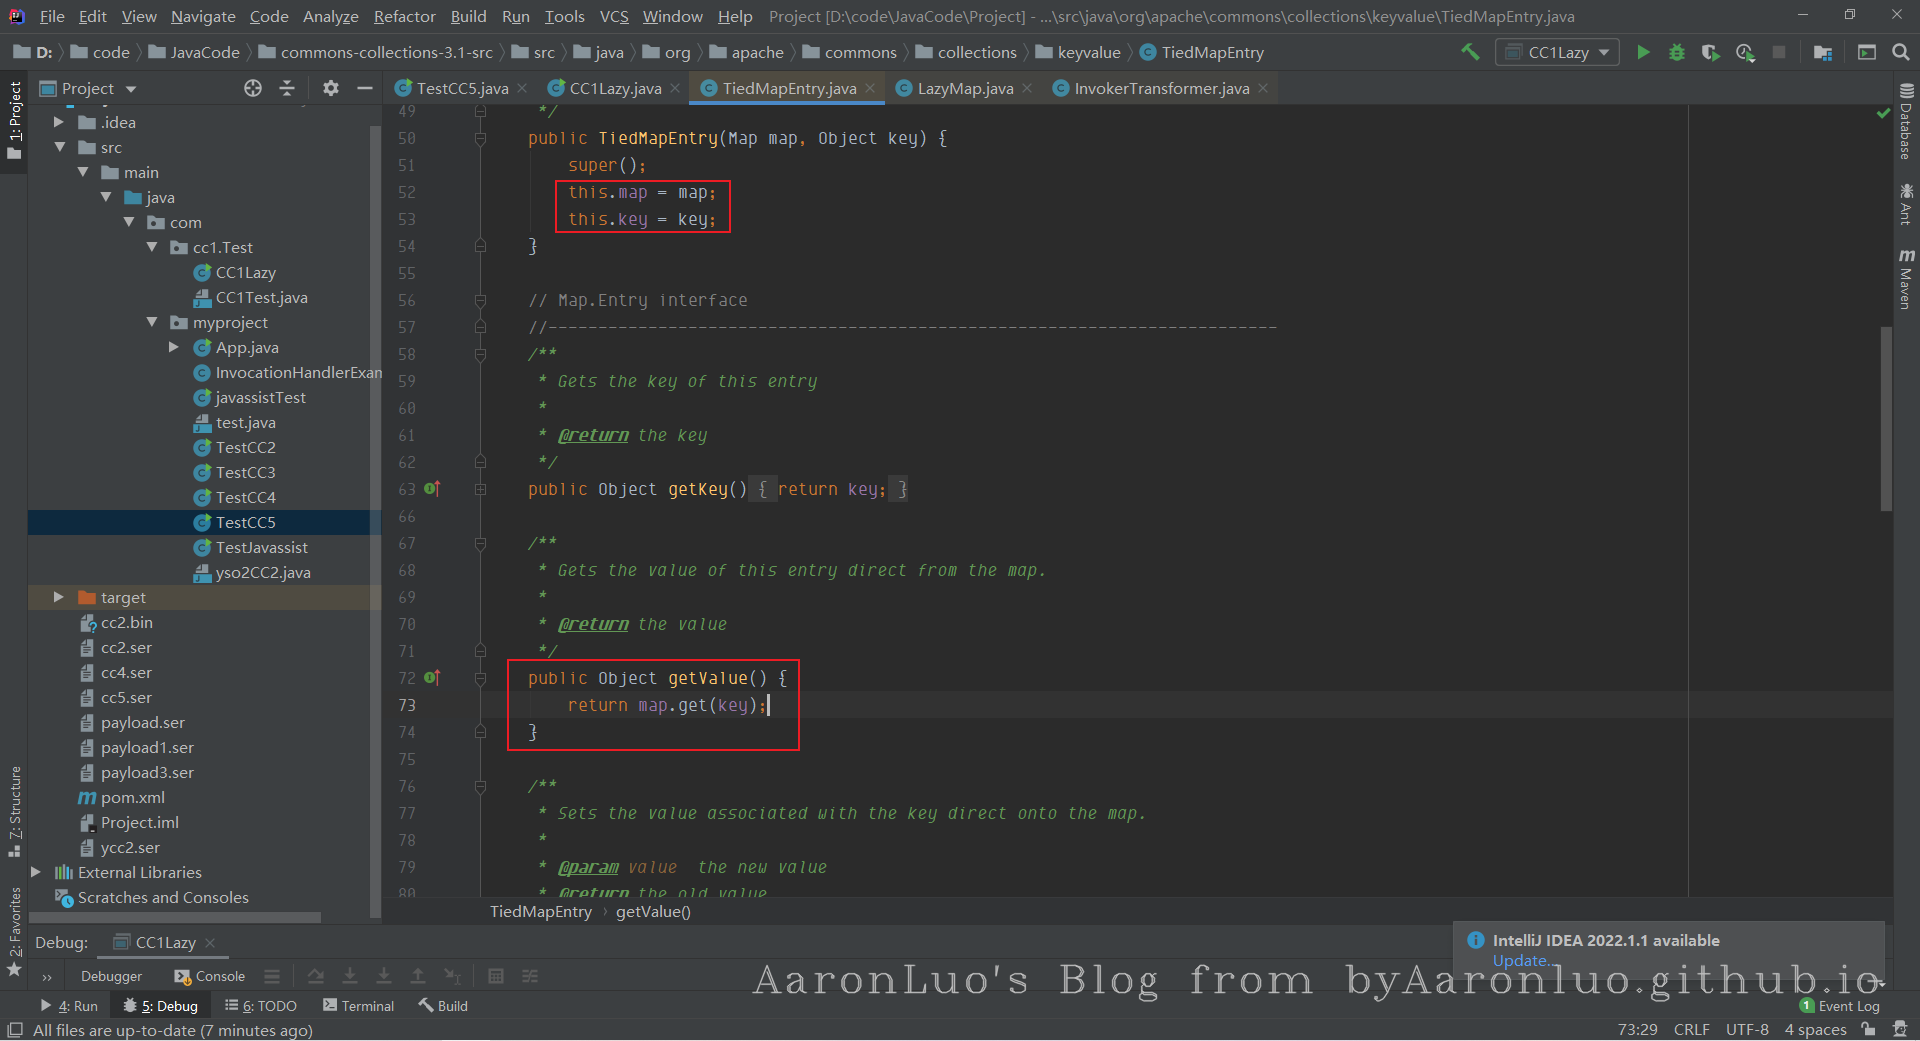 File Edit View Navigate Code Analyze Refactor Build Run Tools VCS Window Help Project [D:\code\JavaCode\Project] - ...\src\java\org\apache\commons\collections\keyvalue\TiedMapEntry.java
D: code JavaCode commons-collections-3.1-src src java org apache commons collections keyvalue TiedMapEntry CC1Lazy
Project
TestCC5.java CC1Lazy.java TiedMapEntry.java LazyMap.java InvokerTransformer.java
1: Project
.idea
src
main
java
com
cc1.Test
CC1Lazy
CC1Test.java
myproject
App.java
InvocationHandlerExam
javassistTest
test.java
TestCC2
TestCC3
TestCC4
TestCC5
TestJavassist
yso2CC2.java
target
cc2.bin
cc2.ser
cc4.ser
cc5.ser
payload.ser
payload1.ser
payload3.ser
pom.xml
Project.iml
ycc2.ser
External Libraries
Scratches and Consoles
7: Structure
2: Favorites
49 */
50 public TiedMapEntry(Map map, Object key) {
51 super();
52 this.map = map;
53 this.key = key;
54 }
55
56 // Map.Entry interface
57 //-------------------------------------------------------------------------
58 /**
59 * Gets the key of this entry
60 *
61 * @return the key
62 */
63 public Object getKey() { return key; }
66
67 /**
68 * Gets the value of this entry direct from the map.
69 *
70 * @return the value
71 */
72 public Object getValue() {
73 return map.get(key);
74 }
75
76 /**
77 * Sets the value associated with the key direct onto the map.
78 *
79 * @param value the new value
80 * @return the old value
Database
Ant
Maven
TiedMapEntry › getValue()
Debug: CC1Lazy
IntelliJ IDEA 2022.1.1 available
Update...
Debugger Console
AaronLuo's Blog from byAaronluo.github.io
4: Run 5: Debug 6: TODO Terminal Build 1 Event Log
All files are up-to-date (7 minutes ago) 73:29 CRLF UTF-8 4 spaces